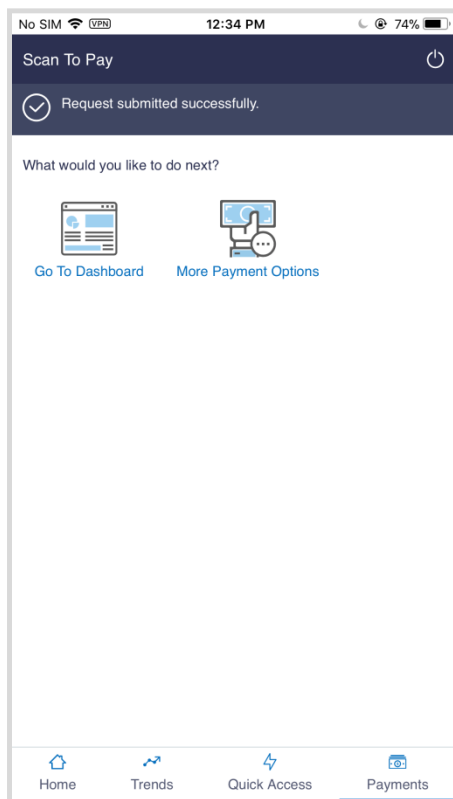 No SIM VPN 12:34 PM 74%
Scan To Pay
Request submitted successfully.
What would you like to do next?
Go To Dashboard More Payment Options
Home Trends Quick Access Payments